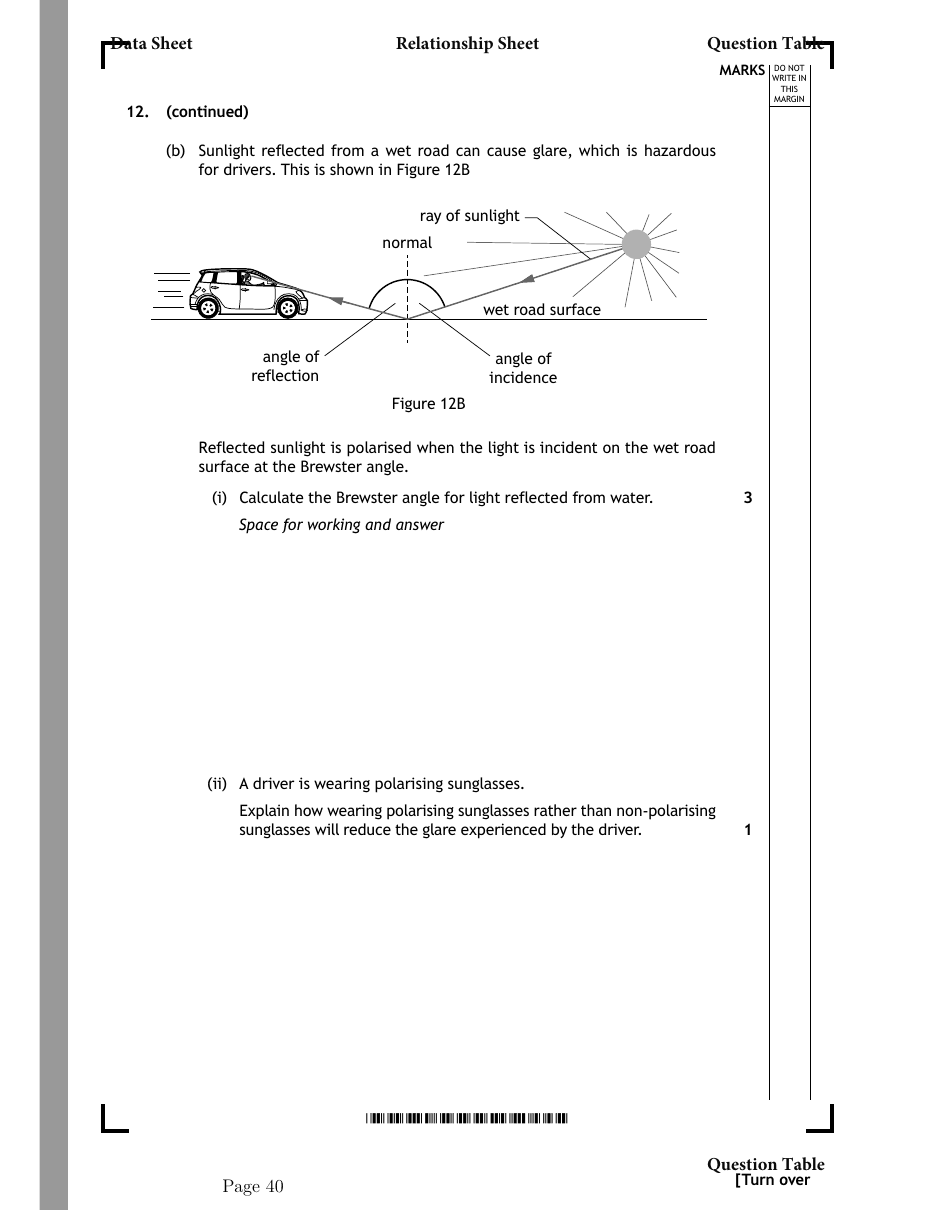 Data Sheet Relationship Sheet Question Table
MARKS
DO NOT
WRITE IN
THIS
MARGIN
12. (continued)
(b) Sunlight reflected from a wet road can cause glare, which is hazardous
for drivers. This is shown in Figure 12B
ray of sunlight
normal
wet road surface
angle of
reflection
angle of
incidence
Figure 12B
Reflected sunlight is polarised when the light is incident on the wet road
surface at the Brewster angle.
(i) Calculate the Brewster angle for light reflected from water. 3
Space for working and answer
(ii) A driver is wearing polarising sunglasses.
Explain how wearing polarising sunglasses rather than non-polarising
sunglasses will reduce the glare experienced by the driver. 1
Question Table
[Turn over
Page 40